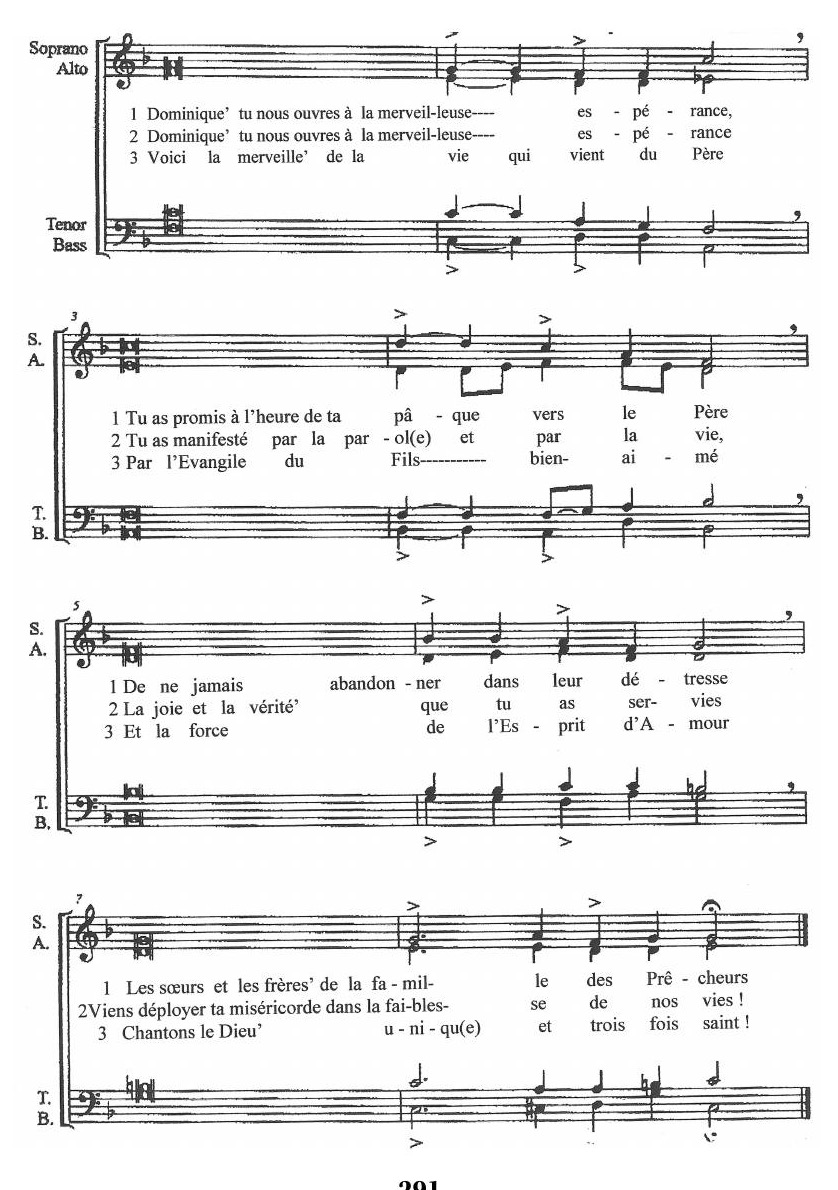 Soprano
Alto
1 Dominique’ tu nous ouvres à la merveil-leuse---- es - pé - rance,
2 Dominique’ tu nous ouvres à la merveil-leuse---- es - pé - rance
3 Voici la merveille’ de la vie qui vient du Père
Tenor
Bass
3
S.
A.
1 Tu as promis à l’heure de ta pâ - que vers le Père
2 Tu as manifesté par la par - ol(e) et par la vie,
3 Par l’Evangile du Fils----------- bien- ai - mé
T.
B.
5
S.
A.
1 De ne jamais abandon - ner dans leur dé - tresse
2 La joie et la vérité’ que tu as ser- vies
3 Et la force de l’Es - prit d’A - mour
T.
B.
7
S.
A.
1 Les sœurs et les frères’ de la fa - mil- le des Prê - cheurs
2Viens déployer ta miséricorde dans la faibles- se de nos vies !
3 Chantons le Dieu’ u - ni - qu(e) et trois fois saint !
T.
B.
291